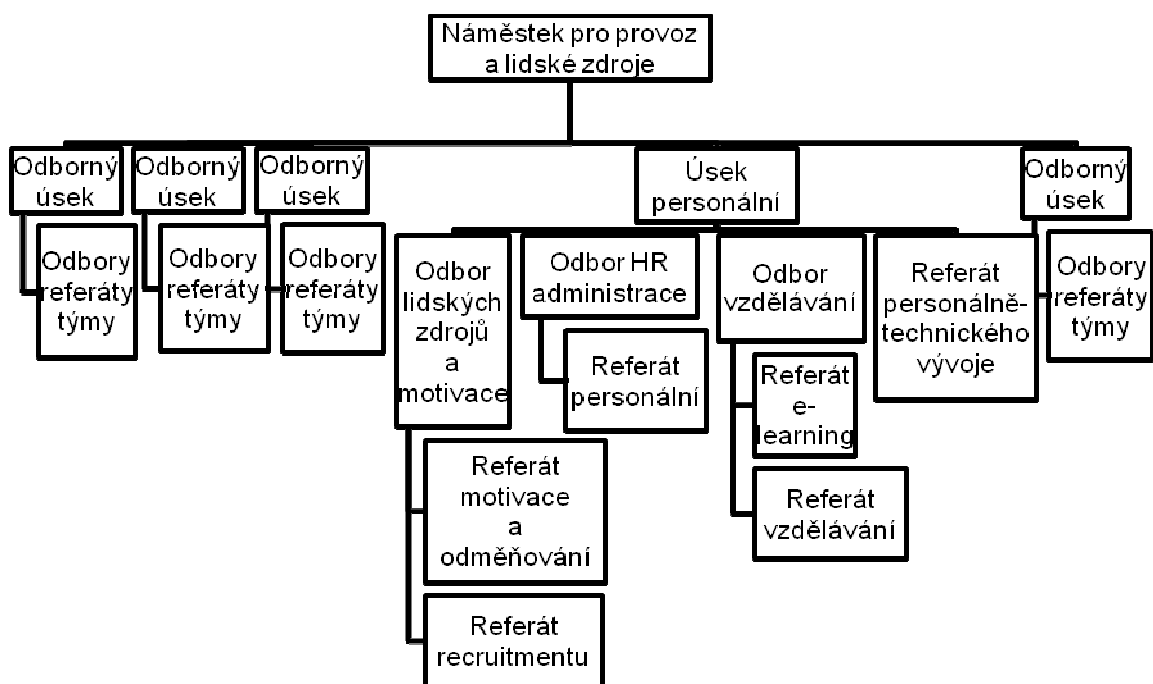 Náměstek pro provoz
a lidské zdroje
Odborný
úsek
Odborný
úsek
Odborný
úsek
Úsek
personální
Odborný
úsek
Odbory
referáty
týmy
Odbory
referáty
týmy
Odbory
referáty
týmy
Odbor
lidských
zdrojů
a
motivace
Odbor HR
administrace
Odbor
vzdělávání
Referát
personálně-
technického
vývoje
Odbory
referáty
týmy
Referát
motivace
a
odměňování
Referát
recruitmentu
Referát
personální
Referát
e-
learning
Referát
vzdělávání